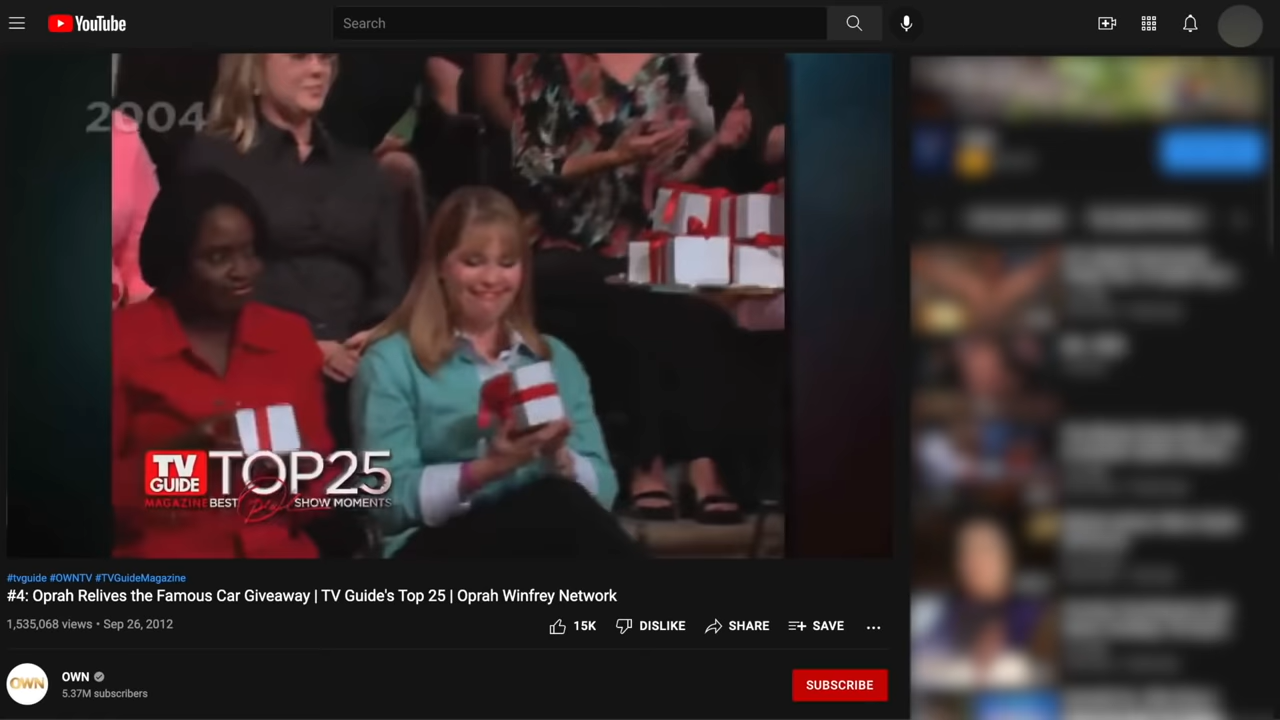 YouTube
Search
2004
TV
GUIDE
TOP25
MAGAZINE BEST
SHOW MOMENTS
#tvguide #OWNTV #TVGuideMagazine
#4: Oprah Relives the Famous Car Giveaway | TV Guide's Top 25 | Oprah Winfrey Network
1,535,068 views • Sep 26, 2012
15K
DISLIKE
SHARE
SAVE
OWN
OWN
5.37M subscribers
SUBSCRIBE